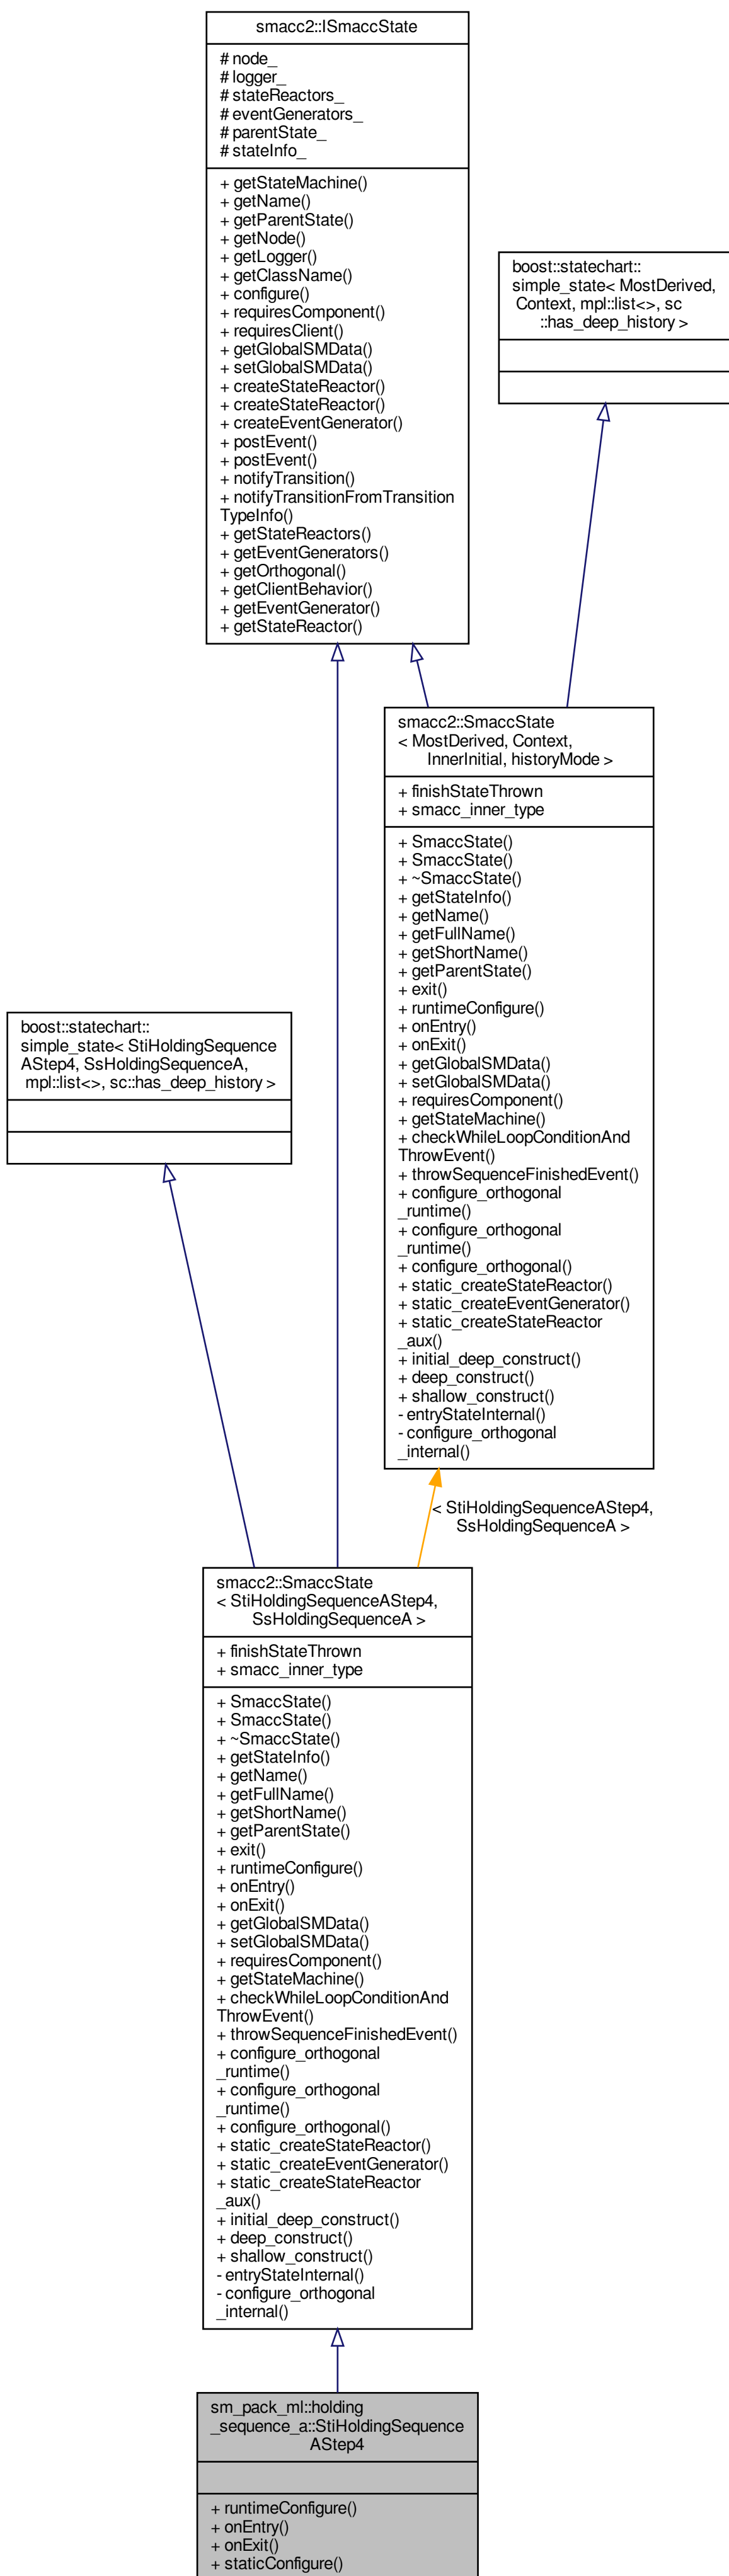 smacc2::ISmaccState
# node_
# logger_
# stateReactors_
# eventGenerators_
# parentState_
# stateInfo_
+ getStateMachine()
+ getName()
+ getParentState()
+ getNode()
+ getLogger()
+ getClassName()
+ configure()
+ requiresComponent()
+ requiresClient()
+ getGlobalSMData()
+ setGlobalSMData()
+ createStateReactor()
+ createStateReactor()
+ createEventGenerator()
+ postEvent()
+ postEvent()
+ notifyTransition()
+ notifyTransitionFromTransition
TypeInfo()
+ getStateReactors()
+ getEventGenerators()
+ getOrthogonal()
+ getClientBehavior()
+ getEventGenerator()
+ getStateReactor()
boost::statechart::
simple_state< MostDerived,
Context, mpl::list<>, sc
::has_deep_history >
smacc2::SmaccState
< MostDerived, Context,
InnerInitial, historyMode >
+ finishStateThrown
+ smacc_inner_type
+ SmaccState()
+ SmaccState()
+ ~SmaccState()
+ getStateInfo()
+ getName()
+ getFullName()
+ getShortName()
+ getParentState()
+ exit()
+ runtimeConfigure()
+ onEntry()
+ onExit()
+ getGlobalSMData()
+ setGlobalSMData()
+ requiresComponent()
+ getStateMachine()
+ checkWhileLoopConditionAnd
ThrowEvent()
+ throwSequenceFinishedEvent()
+ configure_orthogonal
_runtime()
+ configure_orthogonal
_runtime()
+ configure_orthogonal()
+ static_createStateReactor()
+ static_createEventGenerator()
+ static_createStateReactor
_aux()
+ initial_deep_construct()
+ deep_construct()
+ shallow_construct()
- entryStateInternal()
- configure_orthogonal
_internal()
boost::statechart::
simple_state< StiHoldingSequence
AStep4, SsHoldingSequenceA,
mpl::list<>, sc::has_deep_history >
< StiHoldingSequenceAStep4,
SsHoldingSequenceA >
smacc2::SmaccState
< StiHoldingSequenceAStep4,
SsHoldingSequenceA >
+ finishStateThrown
+ smacc_inner_type
+ SmaccState()
+ SmaccState()
+ ~SmaccState()
+ getStateInfo()
+ getName()
+ getFullName()
+ getShortName()
+ getParentState()
+ exit()
+ runtimeConfigure()
+ onEntry()
+ onExit()
+ getGlobalSMData()
+ setGlobalSMData()
+ requiresComponent()
+ getStateMachine()
+ checkWhileLoopConditionAnd
ThrowEvent()
+ throwSequenceFinishedEvent()
+ configure_orthogonal
_runtime()
+ configure_orthogonal
_runtime()
+ configure_orthogonal()
+ static_createStateReactor()
+ static_createEventGenerator()
+ static_createStateReactor
_aux()
+ initial_deep_construct()
+ deep_construct()
+ shallow_construct()
- entryStateInternal()
- configure_orthogonal
_internal()
sm_pack_ml::holding
_sequence_a::StiHoldingSequence
AStep4
+ runtimeConfigure()
+ onEntry()
+ onExit()
+ staticConfigure()